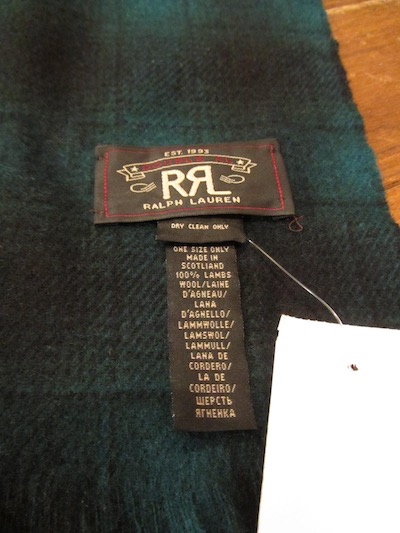 EST. 1993
RRL
RALPH LAUREN
DRY CLEAN ONLY
ONE SIZE ONLY
MADE IN
SCOTLAND
100% LAMBS
WOOL/LAINE
D'AGNEAU/
LANA
D'AGNELLO/
LAMMWOLLE/
LAMSWOL/
LAMMULL/
LANA DE
CORDERO/
LA DE
CORDEIRO/
ШЕРСТЬ
ЯГНЕНКА